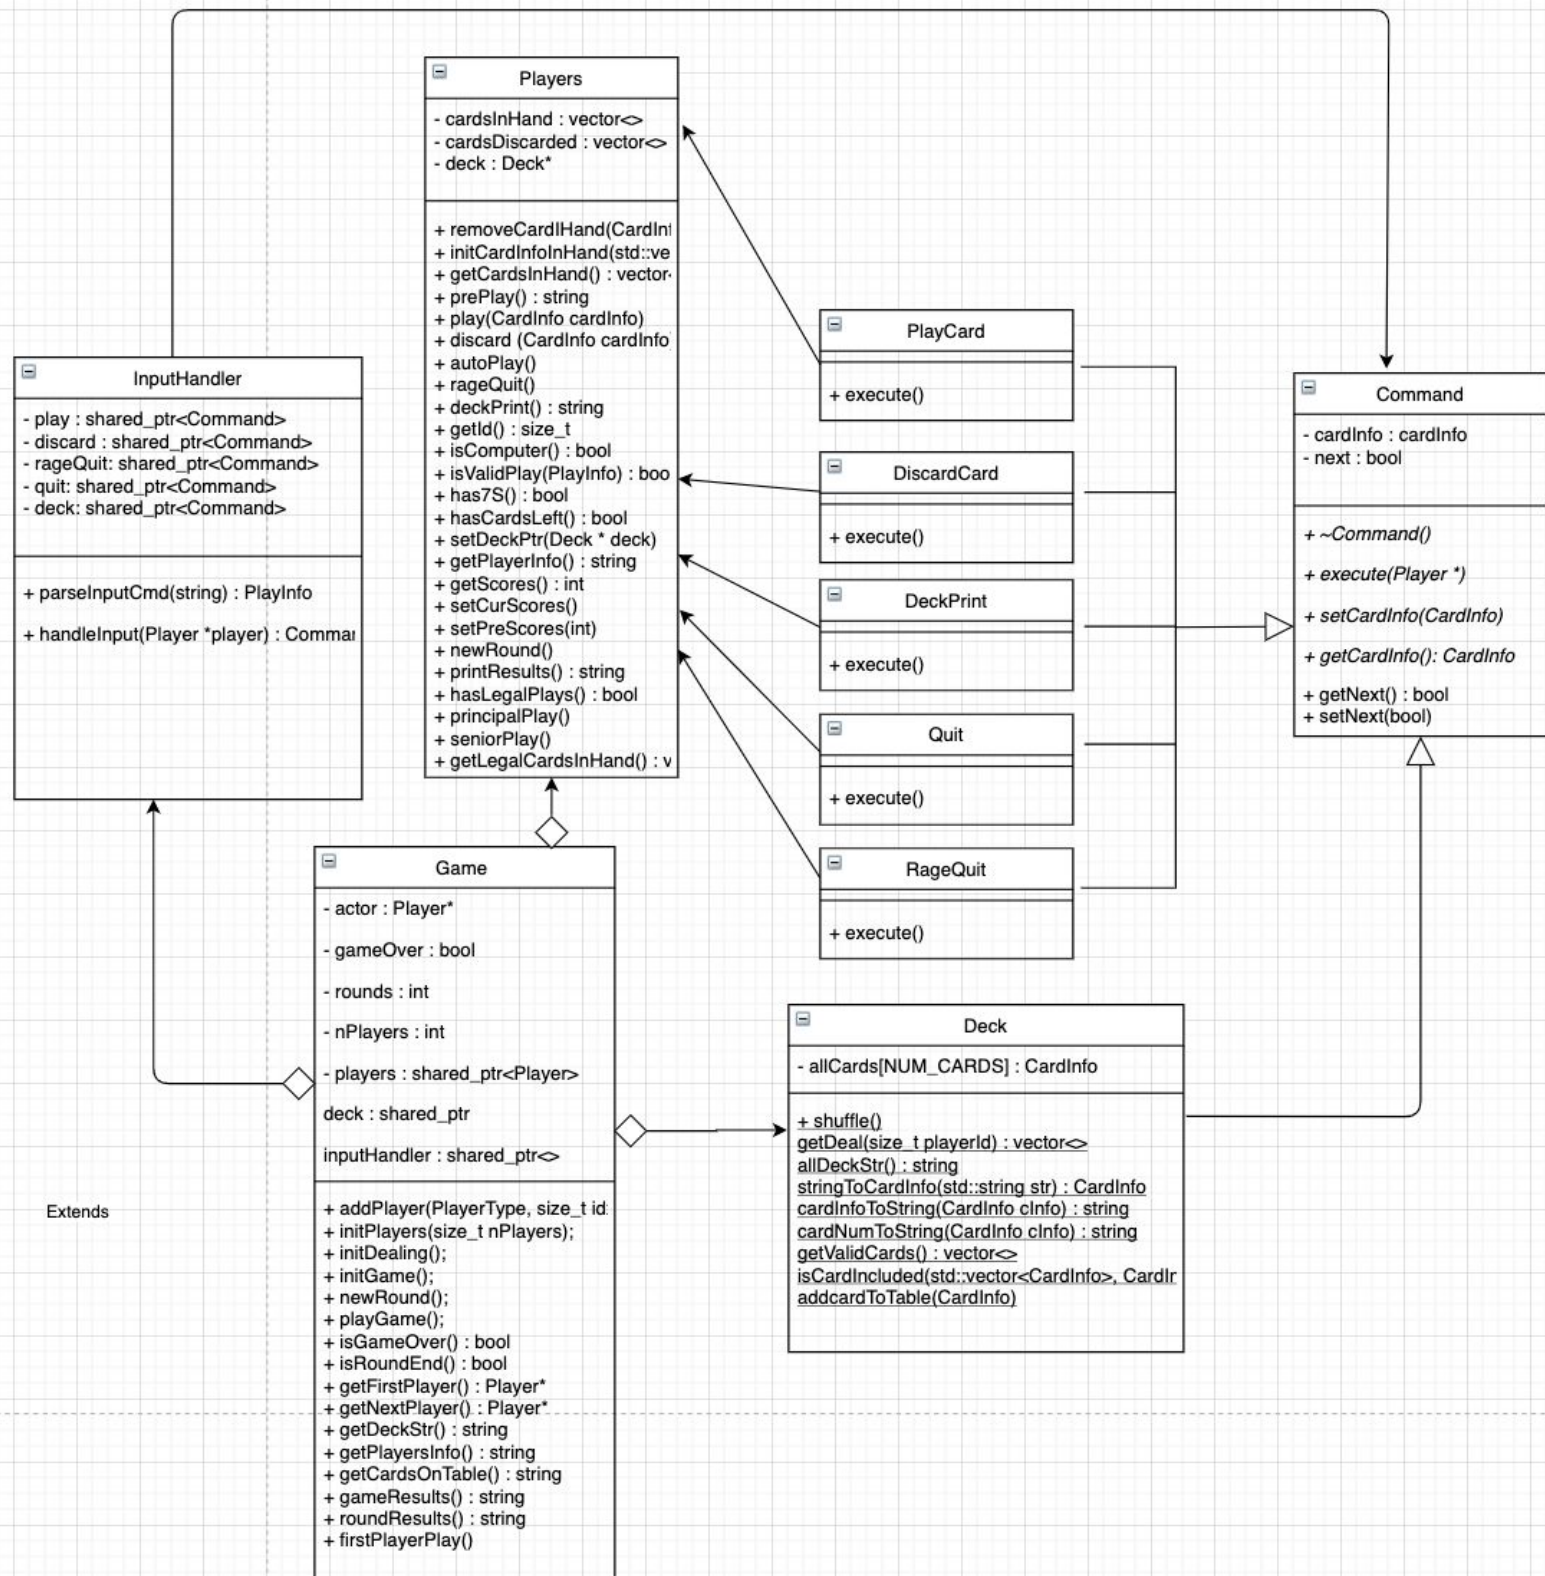 Players
- cardsInHand : vector<>
- cardsDiscarded : vector<>
- deck : Deck*
+ removeCardIHand(CardInf
+ initCardInfoInHand(std::ve
+ getCardsInHand() : vector<
+ prePlay() : string
+ play(CardInfo cardInfo)
+ discard (CardInfo cardInfo)
+ autoPlay()
+ rageQuit()
+ deckPrint() : string
+ getId() : size_t
+ isComputer() : bool
+ isValidPlay(PlayInfo) : boo
+ has7S() : bool
+ hasCardsLeft() : bool
+ setDeckPtr(Deck * deck)
+ getPlayerInfo() : string
+ getScores() : int
+ setCurScores()
+ setPreScores(int)
+ newRound()
+ printResults() : string
+ hasLegalPlays() : bool
+ principalPlay()
+ seniorPlay()
+ getLegalCardsInHand() : v
InputHandler
- play : shared_ptr<Command>
- discard : shared_ptr<Command>
- rageQuit: shared_ptr<Command>
- quit: shared_ptr<Command>
- deck: shared_ptr<Command>
+ parseInputCmd(string) : PlayInfo
+ handleInput(Player *player) : Commar
PlayCard
+ execute()
DiscardCard
+ execute()
DeckPrint
+ execute()
Quit
+ execute()
RageQuit
+ execute()
Command
- cardInfo : cardInfo
- next : bool
+ ~Command()
+ execute(Player *)
+ setCardInfo(CardInfo)
+ getCardInfo(): CardInfo
+ getNext() : bool
+ setNext(bool)
Game
- actor : Player*
- gameOver : bool
- rounds : int
- nPlayers : int
- players : shared_ptr<Player>
deck : shared_ptr
inputHandler : shared_ptr<>
+ addPlayer(PlayerType, size_t id:
+ initPlayers(size_t nPlayers);
+ initDealing();
+ initGame();
+ newRound();
+ playGame();
+ isGameOver() : bool
+ isRoundEnd() : bool
+ getFirstPlayer() : Player*
+ getNextPlayer() : Player*
+ getDeckStr() : string
+ getPlayersInfo() : string
+ getCardsOnTable() : string
+ gameResults() : string
+ roundResults() : string
+ firstPlayerPlay()
Deck
- allCards[NUM_CARDS] : CardInfo
+ shuffle()
getDeal(size_t playerId) : vector<>
allDeckStr() : string
stringToCardInfo(std::string str) : CardInfo
cardInfoToString(CardInfo cInfo) : string
cardNumToString(CardInfo cInfo) : string
getValidCards() : vector<>
isCardIncluded(std::vector<CardInfo>, CardIr
addcardToTable(CardInfo)
Extends